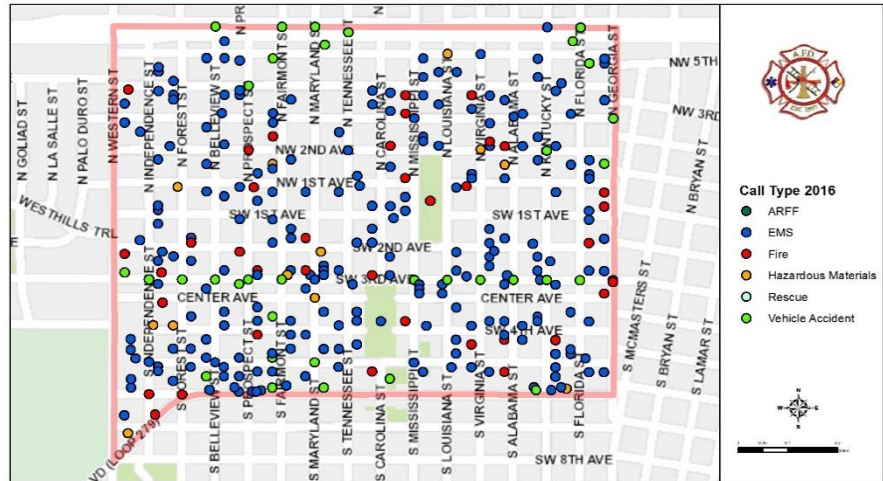 N PR
NW 5TH
N GOLIAD ST
N LA SALLE ST
N PALO DURO ST
N WESTERN ST
N INDEPENDENCE ST
N FOREST ST
N BELLEVIEW ST
N PROSPECT ST
N FAIRMONT ST
N MARYLAND ST
N TENNESSEE ST
N CAROLINA ST
N MISSISSIPPI ST
N LOUISIANA ST
N VIRGINIA ST
N ALABAMA ST
N KENTUCKY ST
N FLORIDA ST
N GEORGIA ST
NW 3RD
NW 2ND AVE
NW 1ST AVE
N BRYAN ST
WESTHILLS TRL
SW 1ST AVE
SW 1ST AVE
SW 2ND AVE
E
SW 3RD AVE
CENTER AVE
CENTER AVE
SW 4TH AVE
S INDEPENDENCE ST
S FOREST ST
S BELLEVIEW ST
S PROSPECT ST
S FAIRMONT ST
S MARYLAND ST
S TENNESSEE ST
S CAROLINA ST
S MISSISSIPPI ST
S LOUISIANA ST
S VIRGINIA ST
S ALABAMA ST
S FLORIDA ST
S MCMASTERS ST
S BRYAN ST
S LAMAR ST
VD (LOOP 279)
SW 8TH AVE
A.F.D.
Call Type 2016
ARFF
EMS
Fire
Hazardous Materials
Rescue
Vehicle Accident
N
W E
S